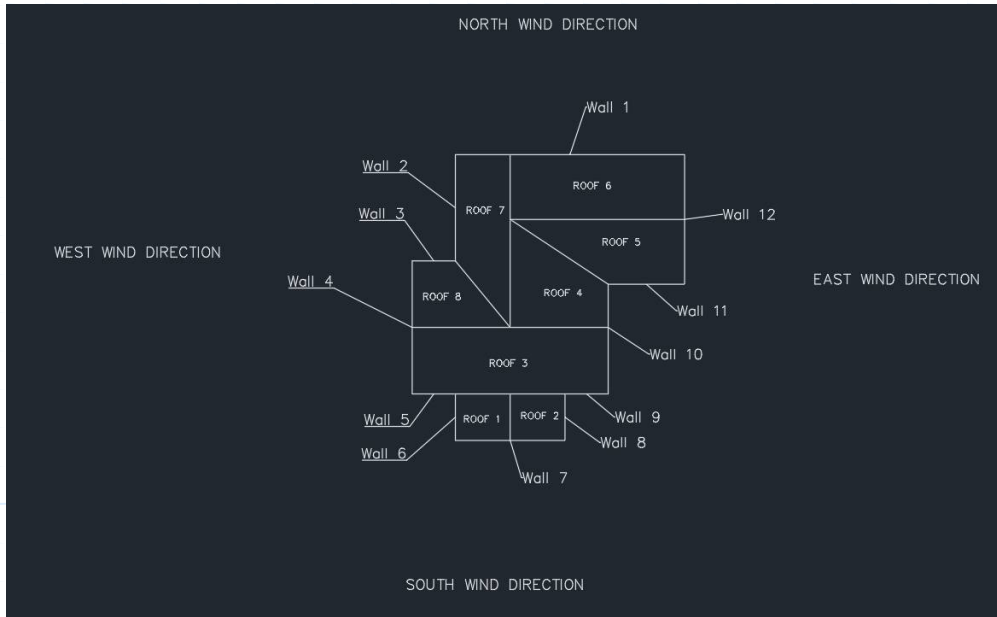 NORTH WIND DIRECTION
Wall 1
Wall 2
ROOF 6
Wall 3
ROOF 7
Wall 12
ROOF 5
WEST WIND DIRECTION
EAST WIND DIRECTION
Wall 4
ROOF 8
ROOF 4
Wall 11
Wall 10
ROOF 3
Wall 5
ROOF 1
ROOF 2
Wall 9
Wall 8
Wall 6
Wall 7
SOUTH WIND DIRECTION